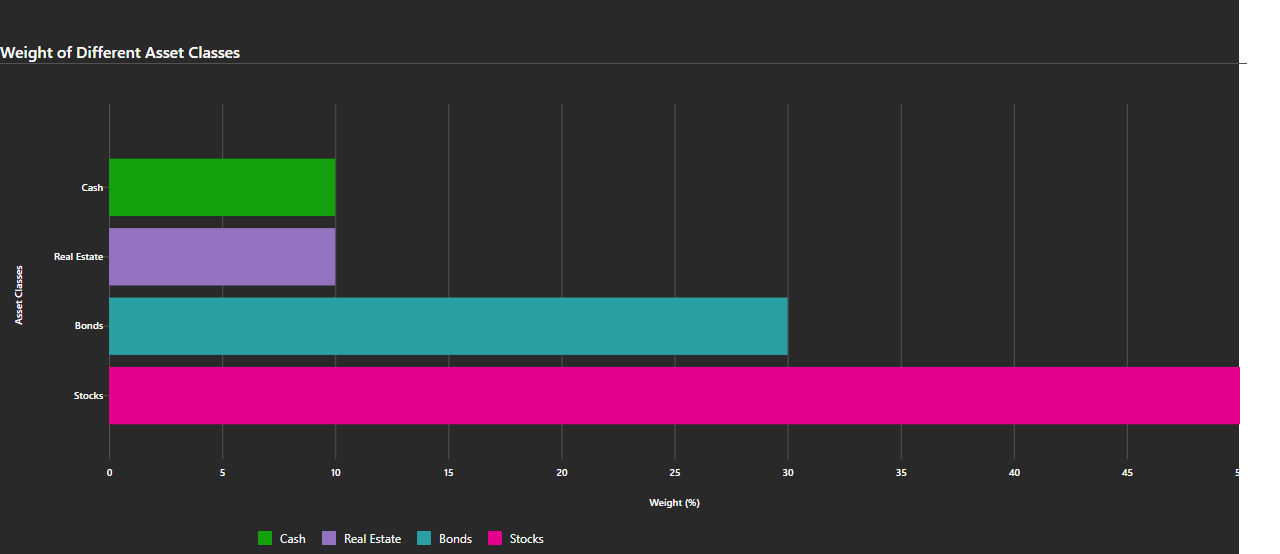 Weight of Different Asset Classes
Cash
Real Estate
Bonds
Stocks
Asset Classes
0 5 10 15 20 25 30 35 40 45
Weight (%)
Cash Real Estate Bonds Stocks